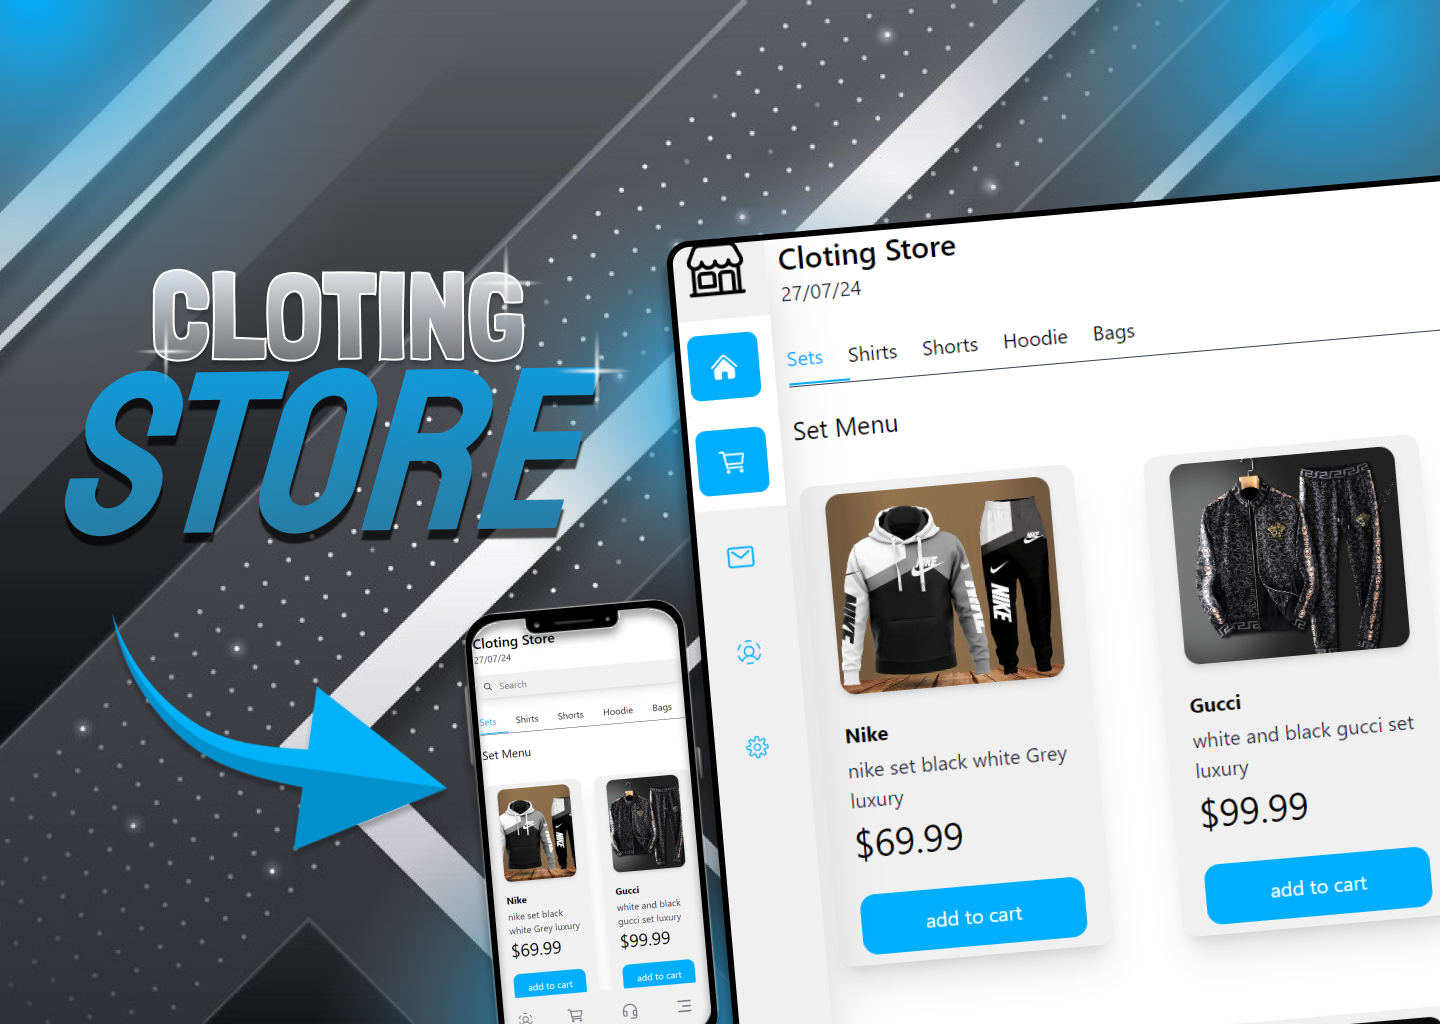 CLOTING
STORE
Cloting Store
27/07/24
Sets Shirts Shorts Hoodie Bags
Set Menu
NIKE
NIKE
NIKE
Nike
nike set black white Grey
luxury
$69.99
add to cart
Gucci
white and black gucci set
luxury
$99.99
add to cart
Cloting Store
27/07/24
Search
Sets Shirts Shorts Hoodie Bags
Set Menu
Nike
nike set black
white Grey luxury
$69.99
add to cart
Gucci
white and black
gucci set luxury
$99.99
add to cart